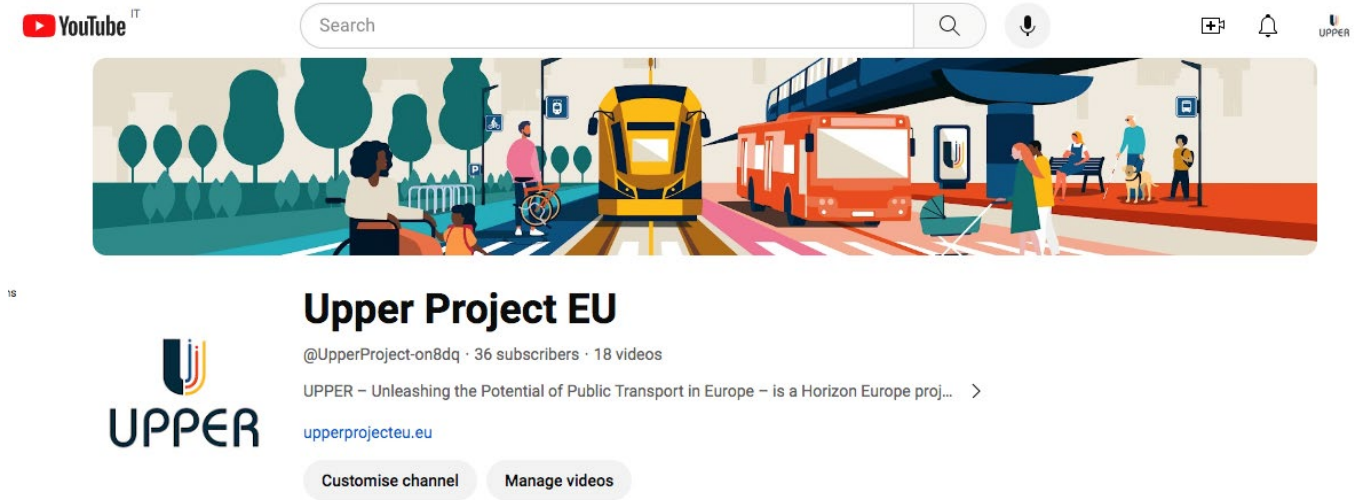 YouTube IT
Search
UPPER
P
ns
Upper Project EU
@UpperProject-on8dq · 36 subscribers · 18 videos
UPPER – Unleashing the Potential of Public Transport in Europe – is a Horizon Europe proj...
UPPER
upperprojecteu.eu
Customise channel
Manage videos